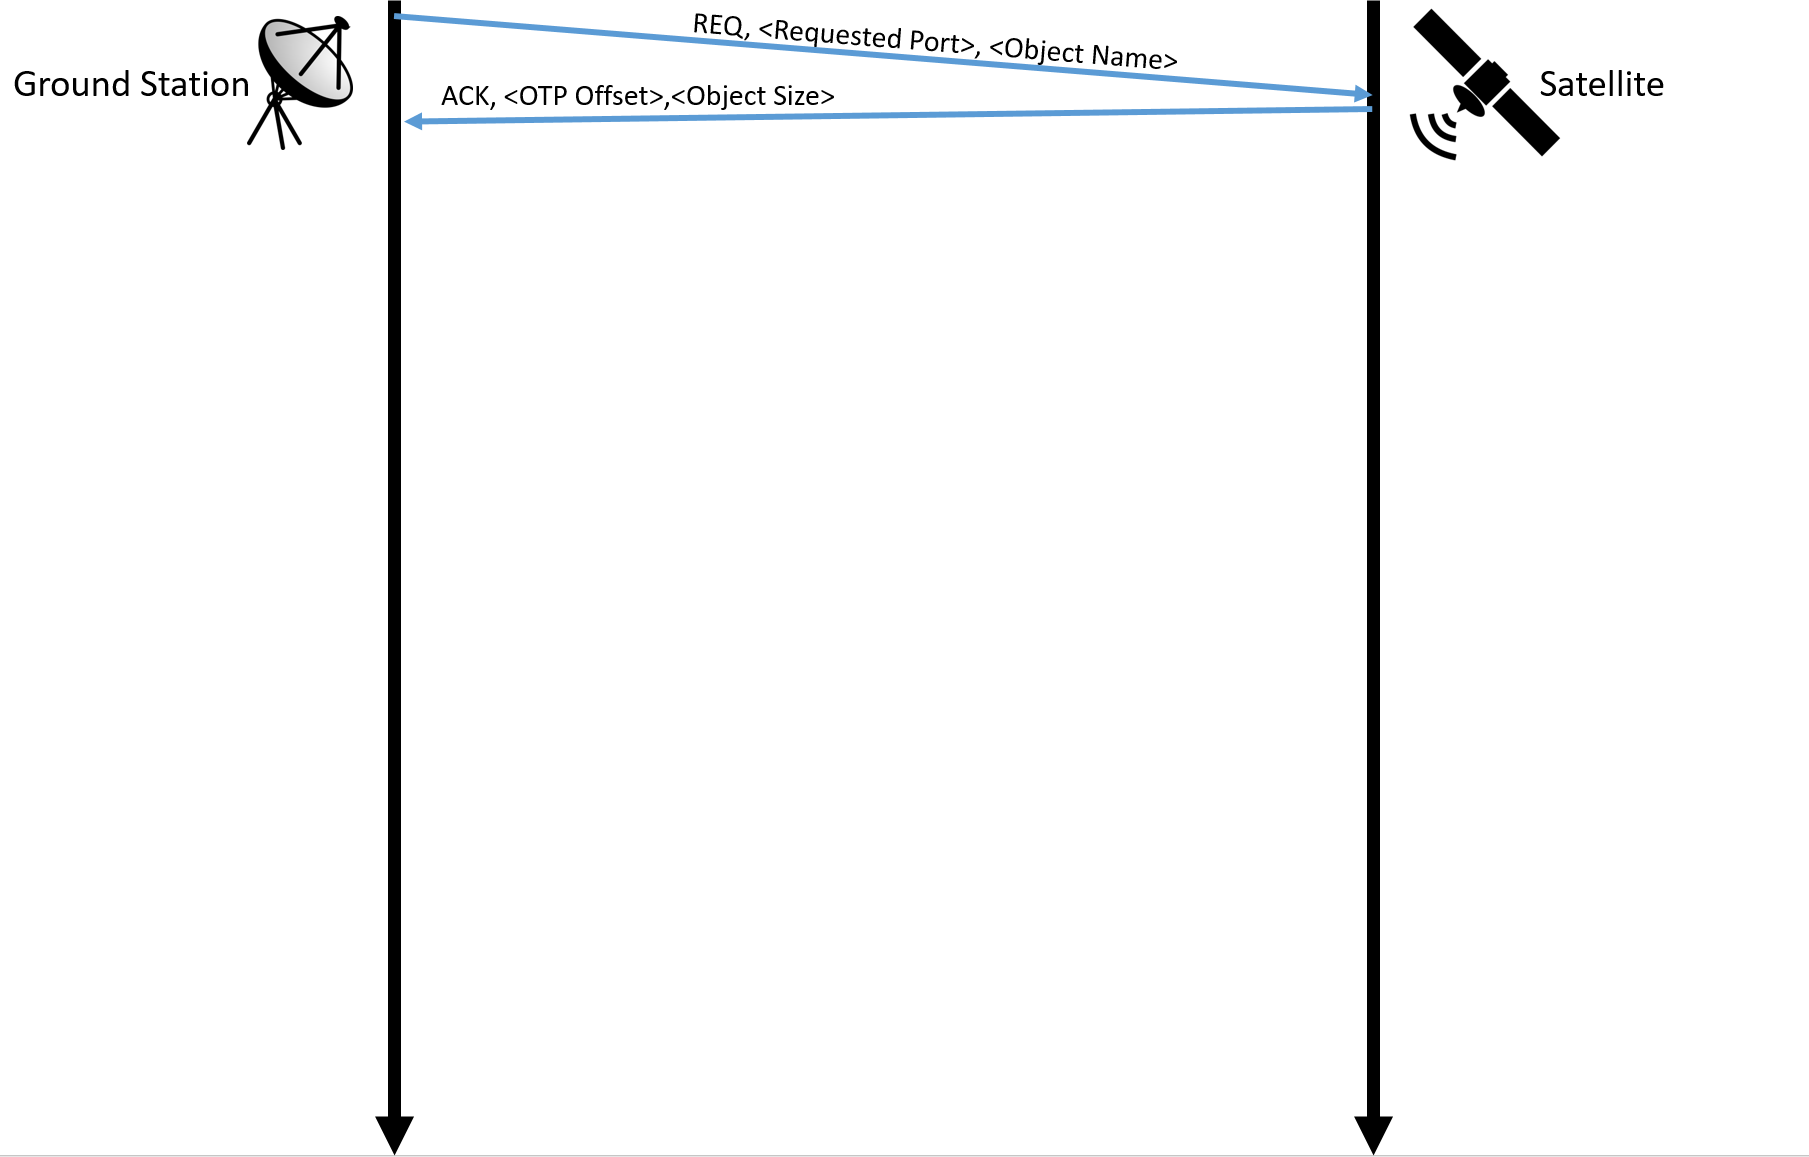 REQ, <Requested Port>, <Object Name>
Ground Station
Satellite
ACK, <OTP Offset>,<Object Size>